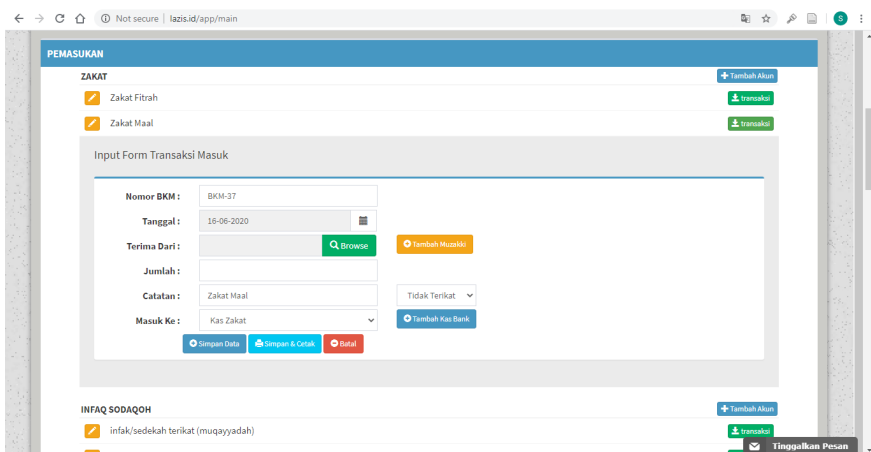 Not secure | lazis.id/app/main
S
PEMASUKAN
ZAKAT
Tambah Akun
Zakat Fitrah
transaksi
Zakat Maal
transaksi
Input Form Transaksi Masuk
Nomor BKM : BKM-37
Tanggal : 16-06-2020
Terima Dari : Browse Tambah Muzakki
Jumlah :
Catatan : Zakat Maal Tidak Terikat
Masuk Ke : Kas Zakat Tambah Kas Bank
Simpan Data Simpan & Cetak Batal
INFAQ SODAQOH
Tambah Akun
infak/sedekah terikat (muqayyadah)
transaksi
Tinggalkan Pesan